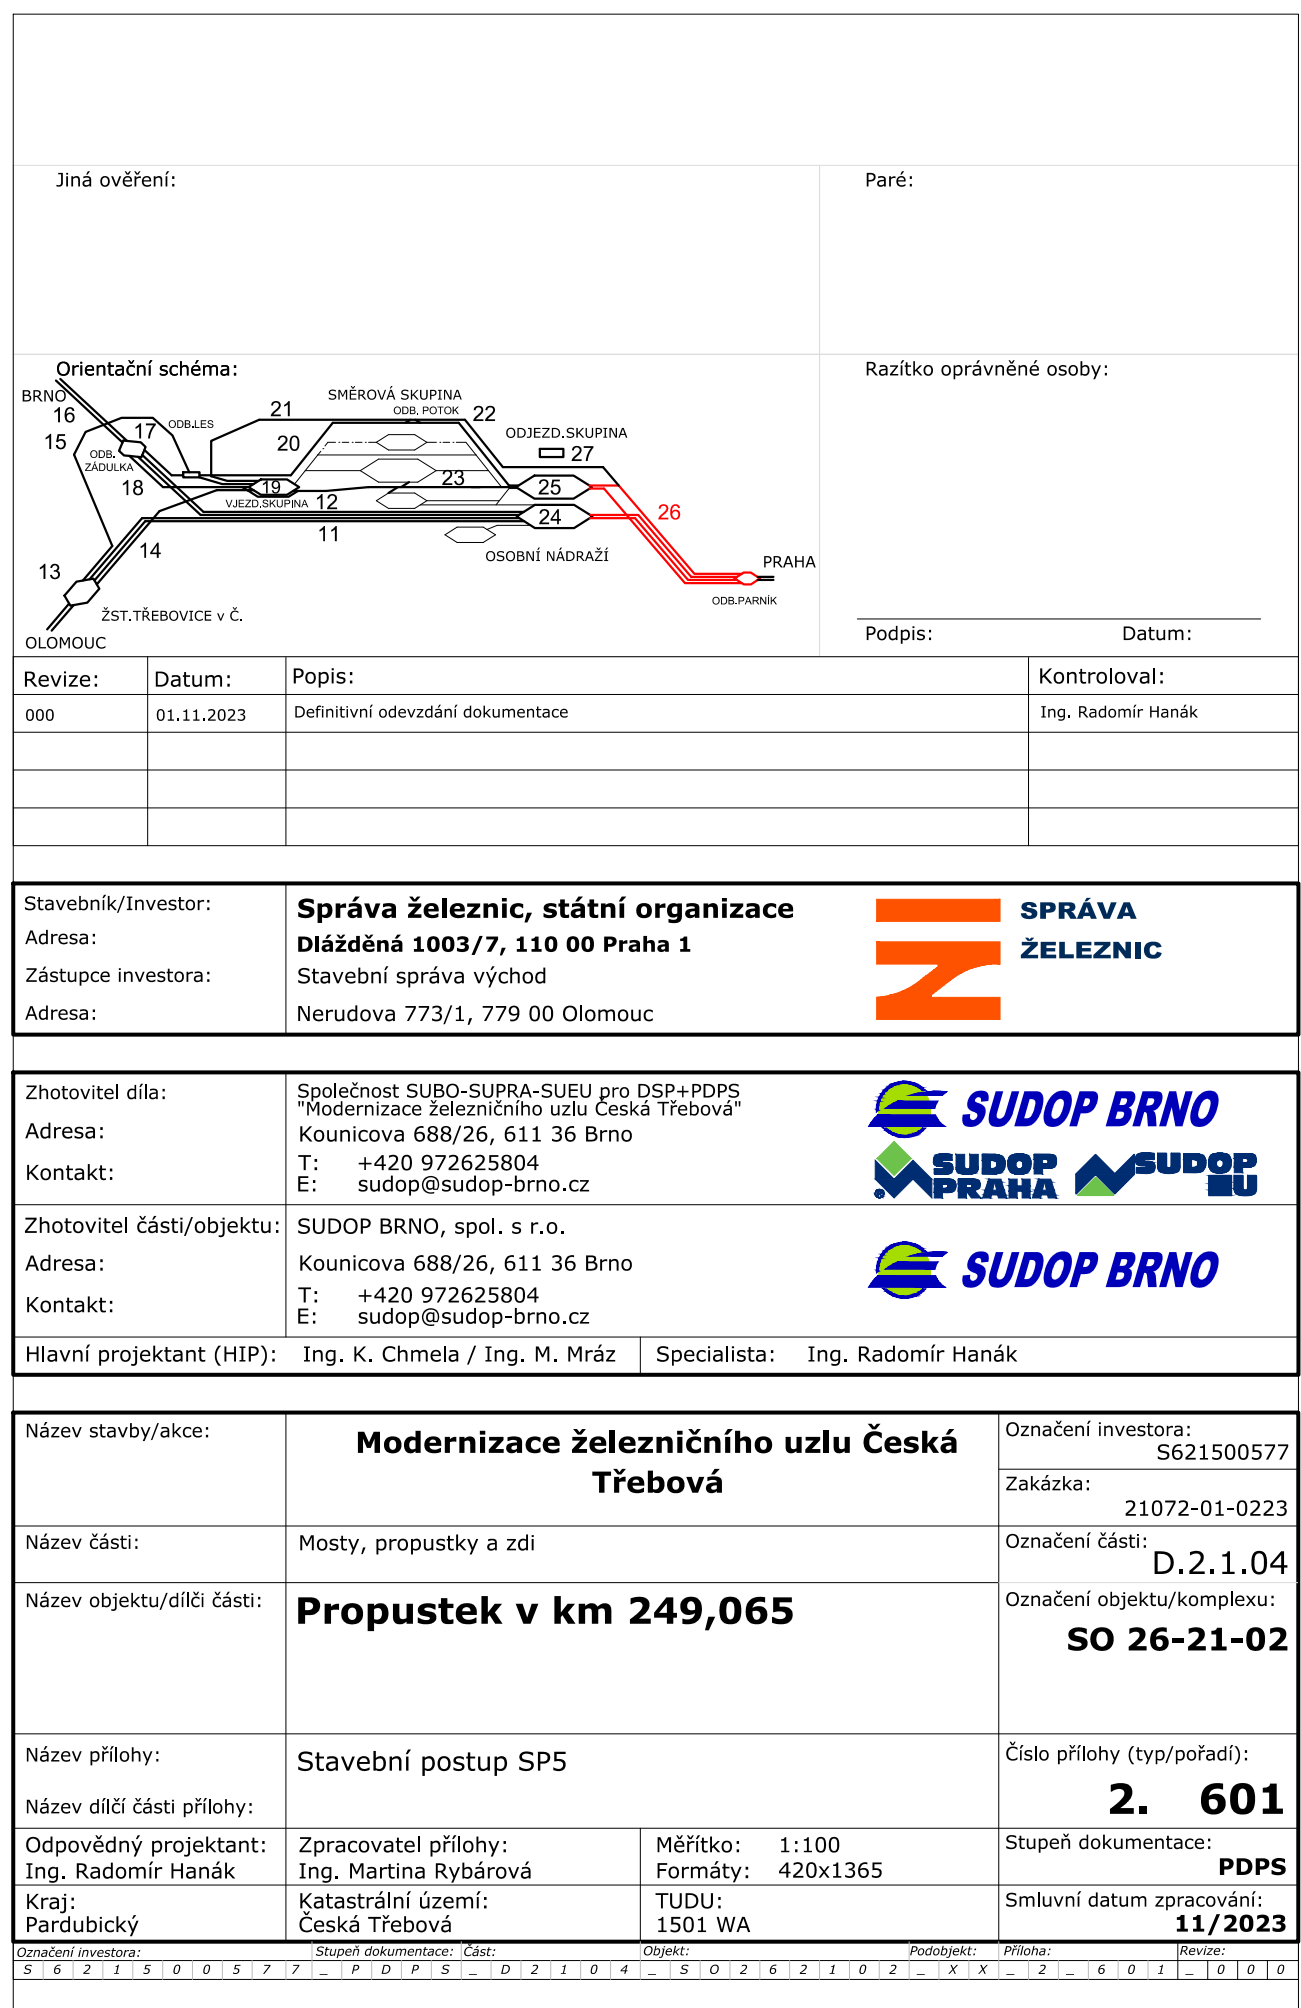 Jiná ověření:
Paré:
Orientační schéma:
Razítko oprávněné osoby:
BRNO
16
15
17
ODB.LES
21
SMĚROVÁ SKUPINA
ODB. POTOK
22
20
ODJEZD.SKUPINA
27
ODB.
ZÁDULKA
18
19
VJEZD.SKUPINA
12
23
25
24
26
11
14
13
OSOBNÍ NÁDRAŽÍ
PRAHA
ODB.PARNÍK
ŽST.TŘEBOVICE v Č.
OLOMOUC
Podpis:
Datum:
Revize:
Datum:
Popis:
Kontroloval:
000
01.11.2023
Definitivní odevzdání dokumentace
Ing. Radomír Hanák
Stavebník/Investor:
Správa železnic, státní organizace
Adresa:
Dlážděná 1003/7, 110 00 Praha 1
Zástupce investora:
Stavební správa východ
Adresa:
Nerudova 773/1, 779 00 Olomouc
SPRÁVA
ŽELEZNIC
Zhotovitel díla:
Společnost SUBO-SUPRA-SUEU pro DSP+PDPS
"Modernizace železničního uzlu Česká Třebová"
Adresa:
Kounicova 688/26, 611 36 Brno
Kontakt:
T: +420 972625804
E: sudop@sudop-brno.cz
SUDOP BRNO
SUDOP
PRAHA
SUDOP
EU
Zhotovitel části/objektu:
SUDOP BRNO, spol. s r.o.
Adresa:
Kounicova 688/26, 611 36 Brno
Kontakt:
T: +420 972625804
E: sudop@sudop-brno.cz
SUDOP BRNO
Hlavní projektant (HIP):
Ing. K. Chmela / Ing. M. Mráz
Specialista:
Ing. Radomír Hanák
Název stavby/akce:
Modernizace železničního uzlu Česká
Třebová
Označení investora:
S621500577
Zakázka:
21072-01-0223
Název části:
Mosty, propustky a zdi
Označení části:
D.2.1.04
Název objektu/dílči části:
Propustek v km 249,065
Označení objektu/komplexu:
SO 26-21-02
Název přílohy:
Stavební postup SP5
Číslo přílohy (typ/pořadí):
2. 601
Název dílčí části přílohy:
Odpovědný projektant:
Ing. Radomír Hanák
Zpracovatel přílohy:
Ing. Martina Rybárová
Měřítko: 1:100
Formáty: 420x1365
Stupeň dokumentace:
PDPS
Kraj:
Pardubický
Katastrální území:
Česká Třebová
TUDU:
1501 WA
Smluvní datum zpracování:
11/2023
Označení investora:
Stupeň dokumentace:
Část:
Objekt:
Podobjekt:
Příloha:
Revize:
S 6 2 1 5 0 0 5 7 7 _ P D P S _ D 2 1 0 4 _ S O 2 6 2 1 0 2 _ X X _ 2 _ 6 0 1 _ 0 0 0